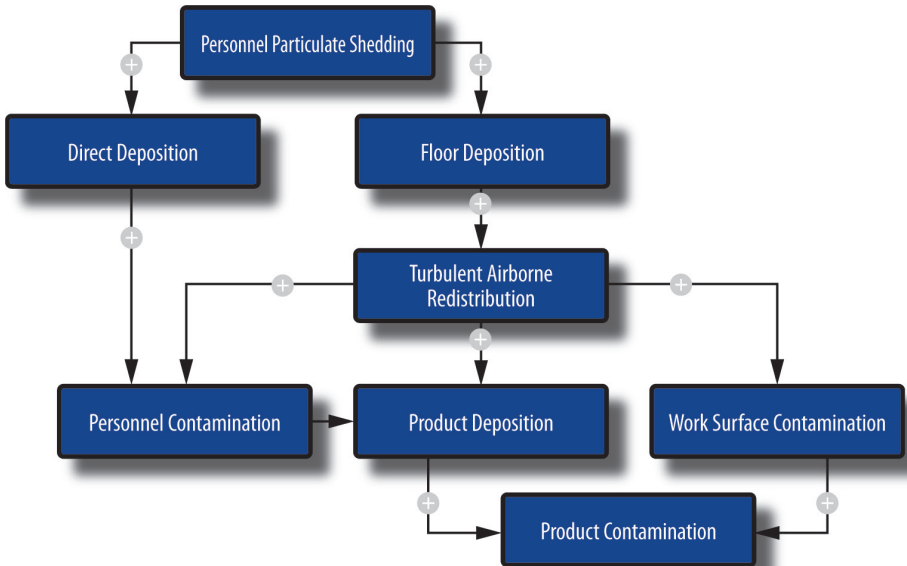 Personnel Particulate Shedding
+
+
Direct Deposition
Floor Deposition
+
+
Turbulent Airborne
Redistribution
+
+
+
Personnel Contamination
Product Deposition
Work Surface Contamination
+
+
Product Contamination